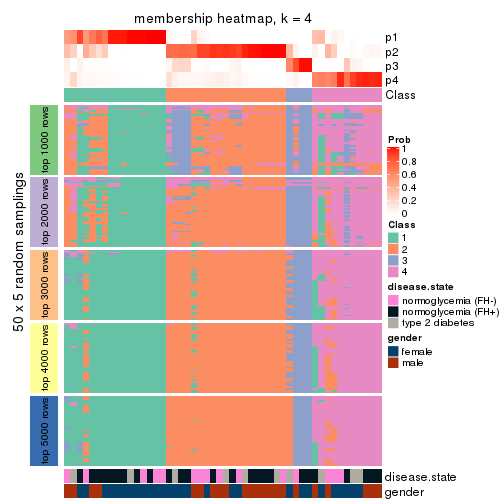 membership heatmap, k = 4
p1
p2
p3
p4
Class
50 x 5 random samplings
top 1000 rows
top 2000 rows
top 3000 rows
top 4000 rows
top 5000 rows
disease.state
gender
Prob
1
0.8
0.6
0.4
0.2
0
Class
1
2
3
4
disease.state
normoglycemia (FH-)
normoglycemia (FH+)
type 2 diabetes
gender
female
male